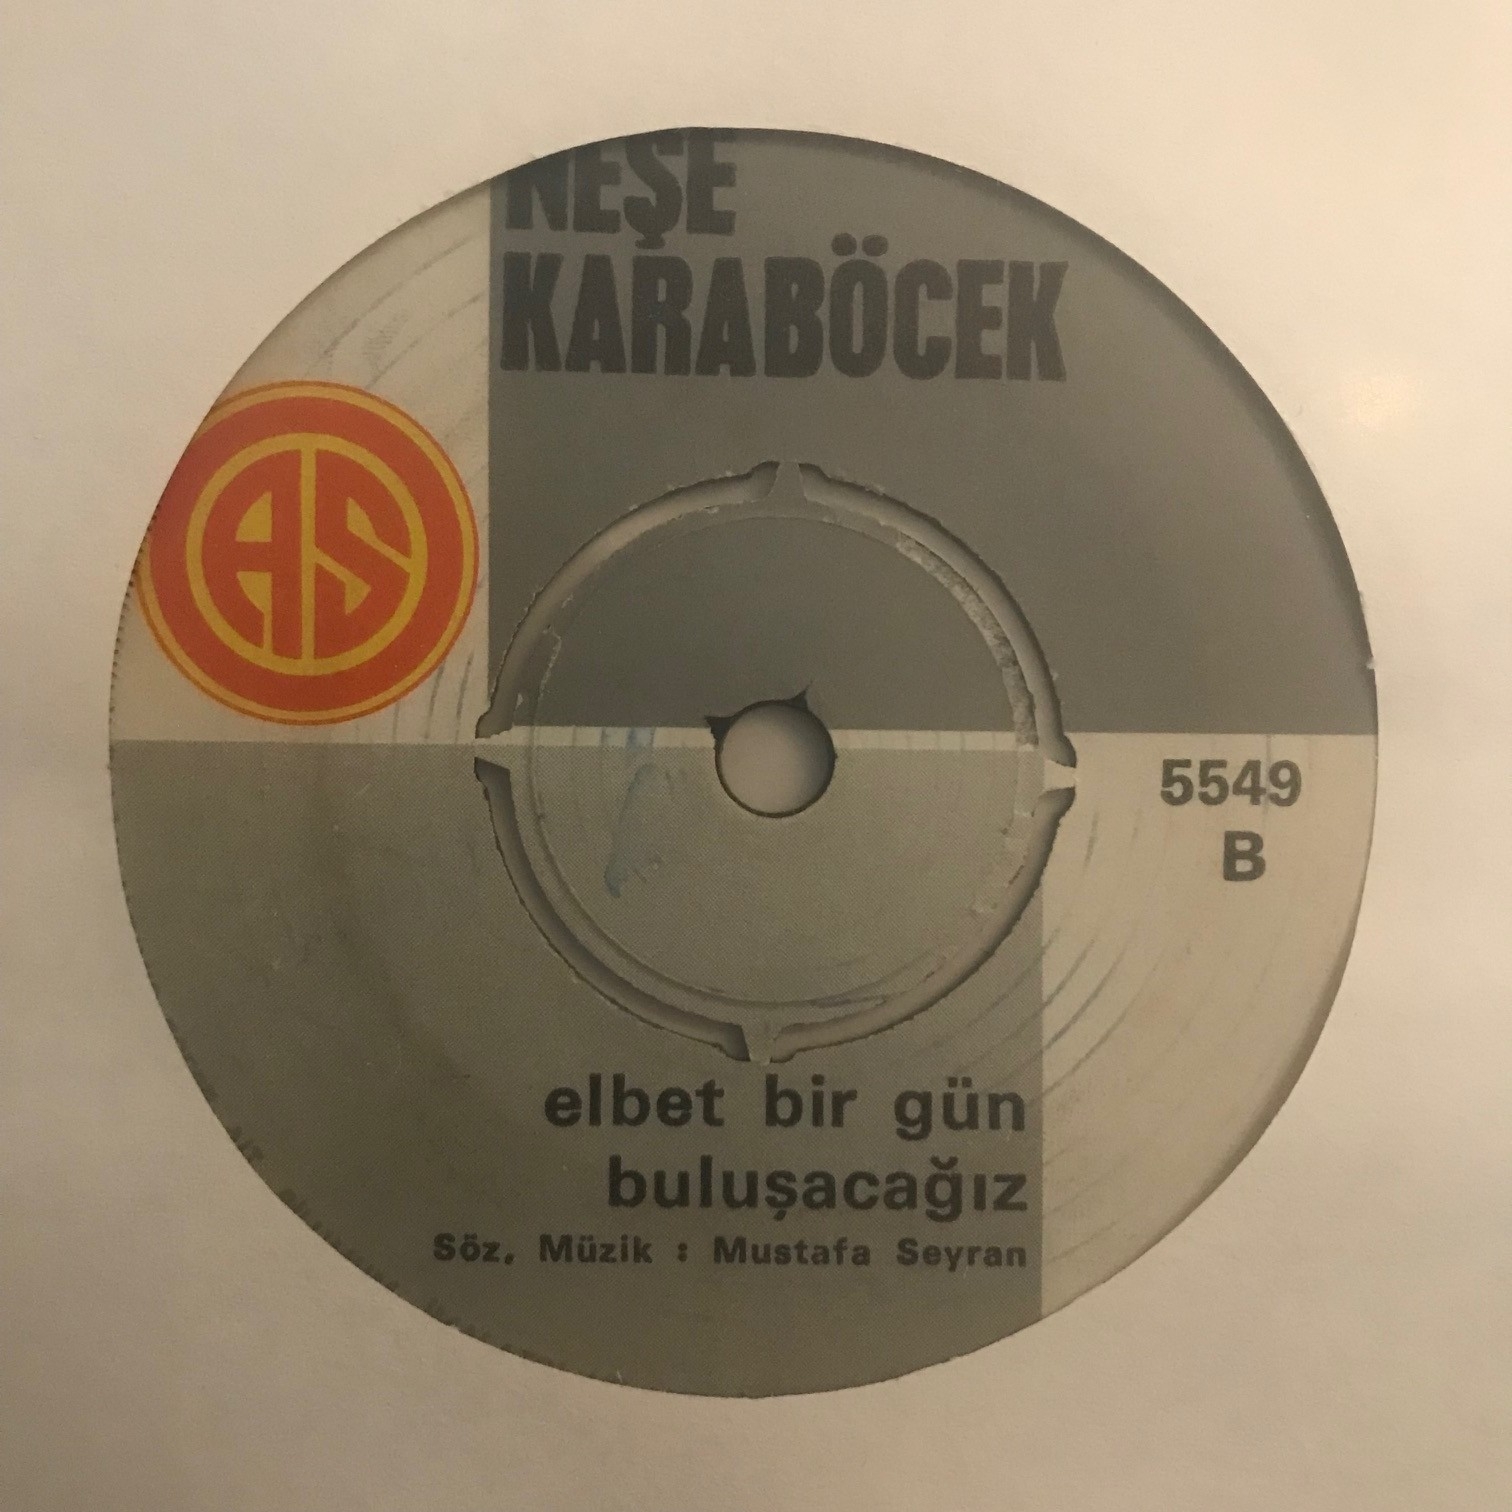 NEŞE
KARABÖCEK
AS
5549
B
elbet bir gün
buluşacağız
Söz. Müzik : Mustafa Seyran